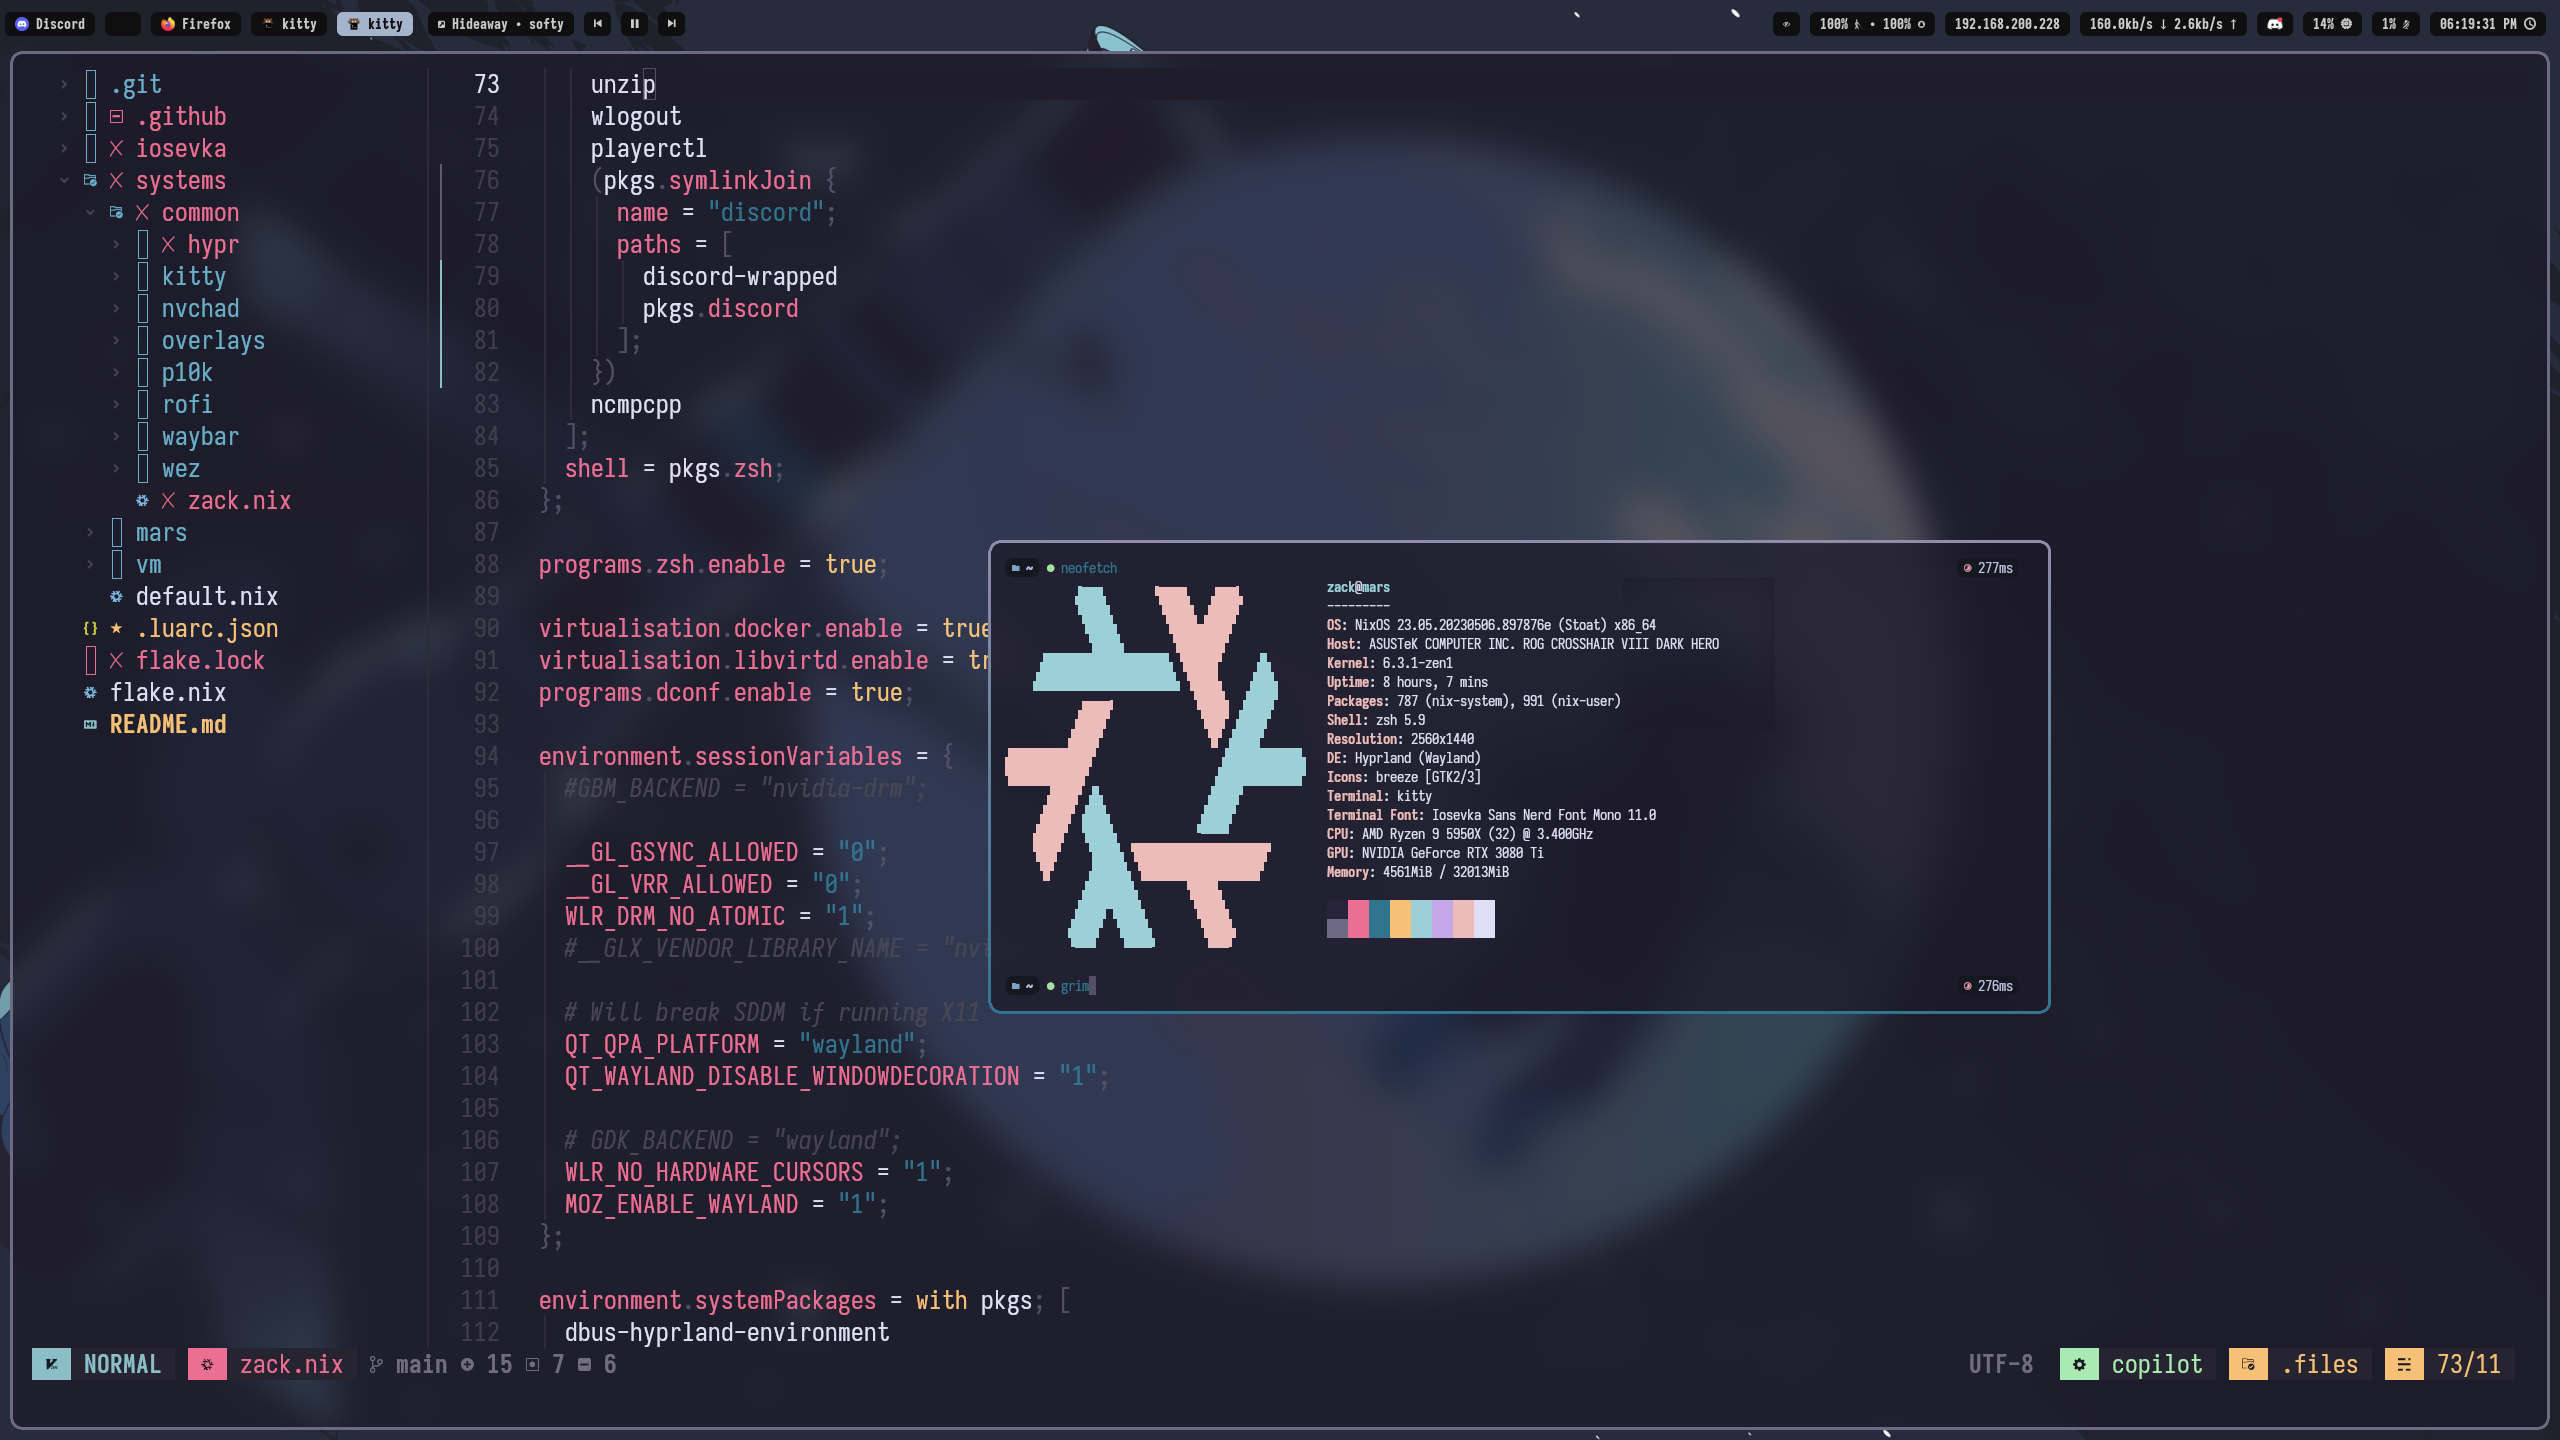 Discord
Firefox
kitty
kitty
Hideaway • softy
100% • 100%
192.168.200.228
160.0kb/s ↓ 2.6kb/s ↑
14%
1%
06:19:31 PM
.git
.github
iosevka
systems
common
hypr
kitty
nvchad
overlays
p10k
rofi
waybar
wez
zack.nix
mars
vm
default.nix
{} ★ .luarc.json
flake.lock
flake.nix
README.md
73 unzip
74 wlogout
75 playerctl
76 (pkgs.symlinkJoin {
77 name = "discord";
78 paths = [
79 discord-wrapped
80 pkgs.discord
81 ];
82 })
83 ncmpcpp
84 ];
85 shell = pkgs.zsh;
86 };
87
88 programs.zsh.enable = true;
89
90 virtualisation.docker.enable = true
91 virtualisation.libvirtd.enable = tr
92 programs.dconf.enable = true;
93
94 environment.sessionVariables = {
95 #GBM_BACKEND = "nvidia-drm";
96
97 __GL_GSYNC_ALLOWED = "0";
98 __GL_VRR_ALLOWED = "0";
99 WLR_DRM_NO_ATOMIC = "1";
100 #__GLX_VENDOR_LIBRARY_NAME = "nvi
101
102 # Will break SDDM if running X11
103 QT_QPA_PLATFORM = "wayland";
104 QT_WAYLAND_DISABLE_WINDOWDECORATION = "1";
105
106 # GDK_BACKEND = "wayland";
107 WLR_NO_HARDWARE_CURSORS = "1";
108 MOZ_ENABLE_WAYLAND = "1";
109 };
110
111 environment.systemPackages = with pkgs; [
112 dbus-hyprland-environment
~ ● neofetch
277ms
zack@mars
---------
OS: NixOS 23.05.20230506.897876e (Stoat) x86_64
Host: ASUSTeK COMPUTER INC. ROG CROSSHAIR VIII DARK HERO
Kernel: 6.3.1-zen1
Uptime: 8 hours, 7 mins
Packages: 787 (nix-system), 991 (nix-user)
Shell: zsh 5.9
Resolution: 2560x1440
DE: Hyprland (Wayland)
Icons: breeze [GTK2/3]
Terminal: kitty
Terminal Font: Iosevka Sans Nerd Font Mono 11.0
CPU: AMD Ryzen 9 5950X (32) @ 3.400GHz
GPU: NVIDIA GeForce RTX 3080 Ti
Memory: 4561MiB / 32013MiB
~ ● grim
276ms
NORMAL zack.nix main 15 7 6
UTF-8 copilot .files 73/11